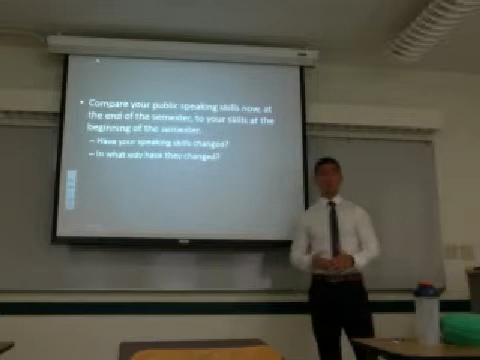 • Compare your public speaking skills now, at
the end of the semester, to your skills at the
beginning of the semester.
– Have your speaking skills changed?
– In what way have they changed?